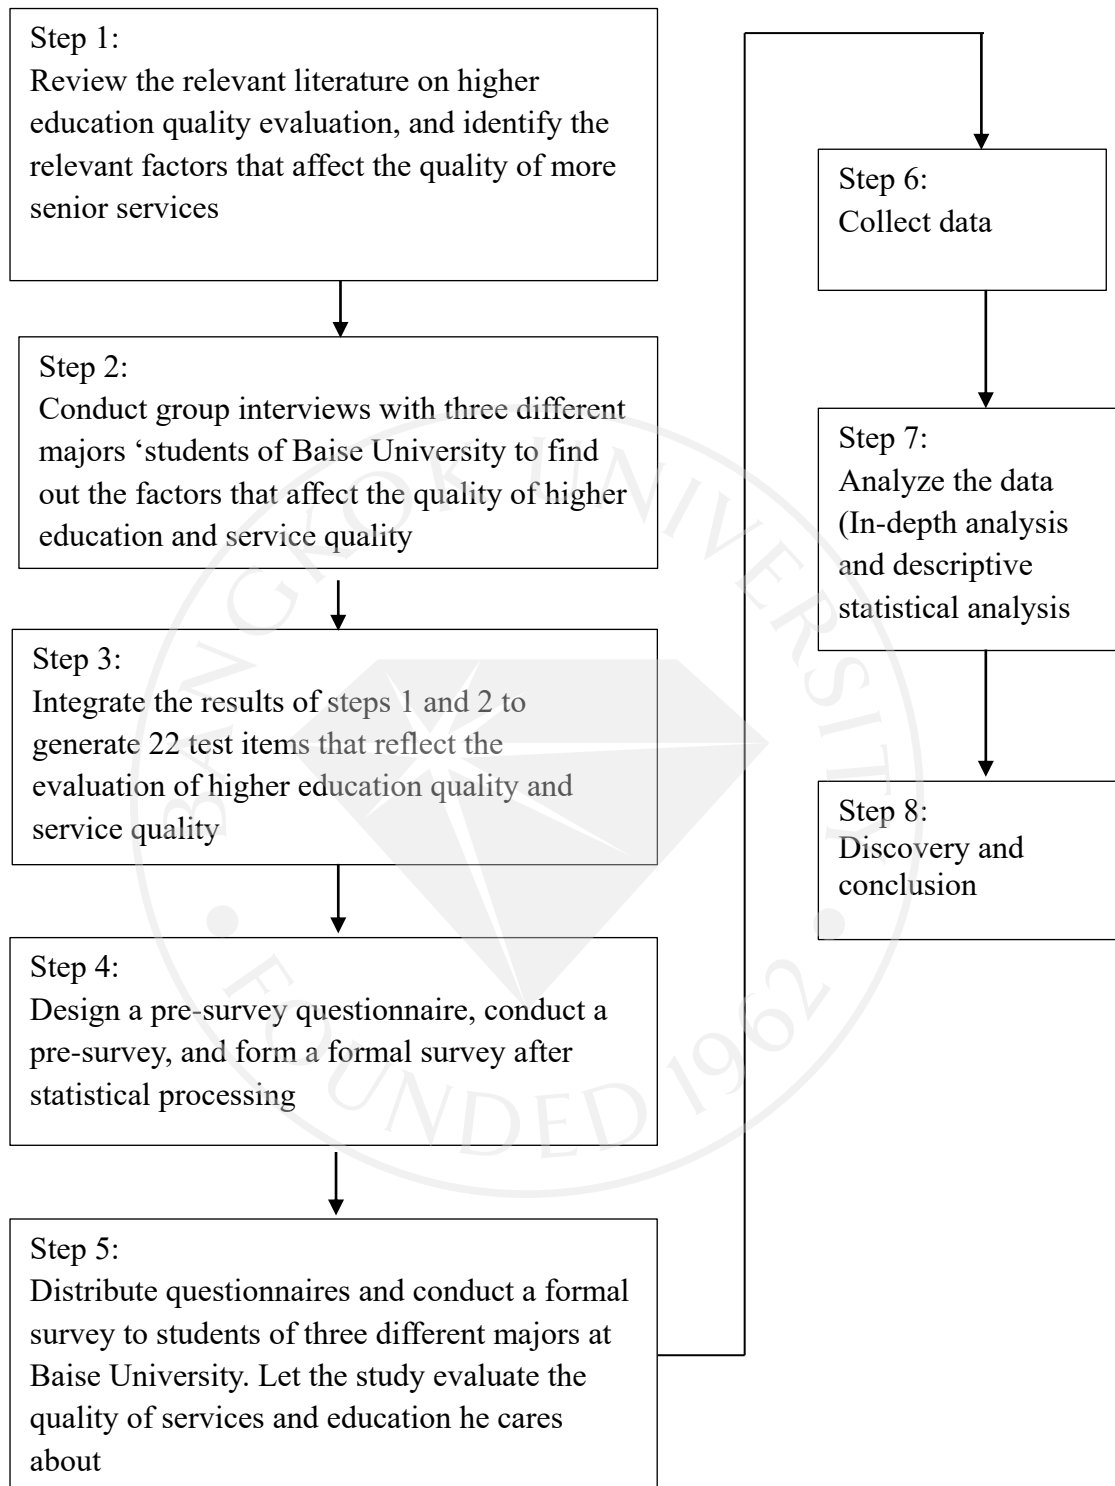 Step 1:
Review the relevant literature on higher
education quality evaluation, and identify the
relevant factors that affect the quality of more
senior services
Step 2:
Conduct group interviews with three different
majors ‘students of Baise University to find
out the factors that affect the quality of higher
education and service quality
Step 3:
Integrate the results of steps 1 and 2 to
generate 22 test items that reflect the
evaluation of higher education quality and
service quality
Step 4:
Design a pre-survey questionnaire, conduct a
pre-survey, and form a formal survey after
statistical processing
Step 5:
Distribute questionnaires and conduct a formal
survey to students of three different majors at
Baise University. Let the study evaluate the
quality of services and education he cares
about
Step 6:
Collect data
Step 7:
Analyze the data
(In-depth analysis
and descriptive
statistical analysis
Step 8:
Discovery and
conclusion
BANGKOK UNIVERSITY
FOUNDED 1962